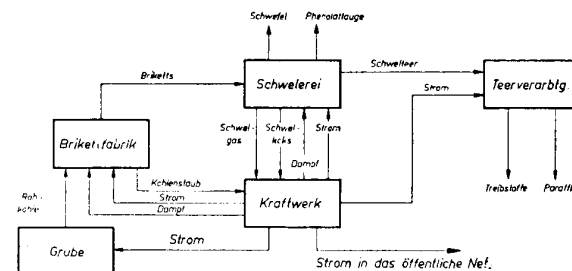 Schwefel
Phenolatlauge
Briketts
Schwelerei
Schwelteer
Teerverarbtg.
Strom
Schwel-
gas
Schwel-
koks
Strom
Dampf
Brikettfabrik
Kohlenstaub
Strom
Dampf
Kraftwerk
Treibstoffe
Paraffi
Roh-
kohle
Grube
Strom
Strom in das öffentliche Net